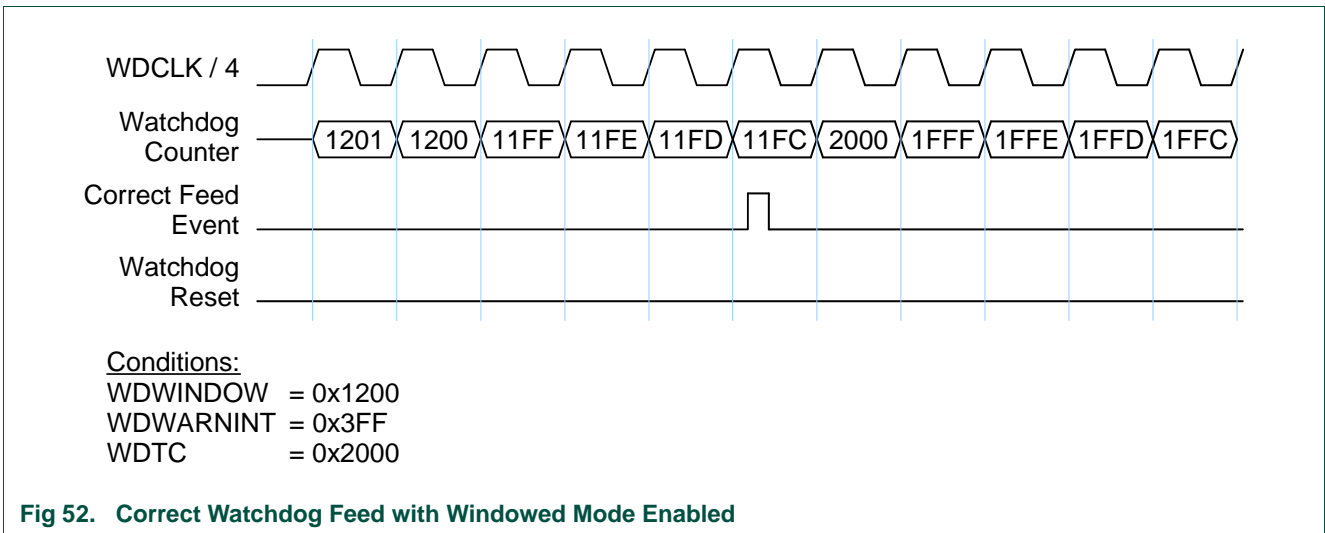 WDCLK / 4
Watchdog
Counter
1201 1200 11FF 11FE 11FD 11FC 2000 1FFF 1FFE 1FFD 1FFC
Correct Feed
Event
Watchdog
Reset
Conditions:
WDWINDOW = 0x1200
WDWARNINT = 0x3FF
WDTC = 0x2000
Fig 52. Correct Watchdog Feed with Windowed Mode Enabled